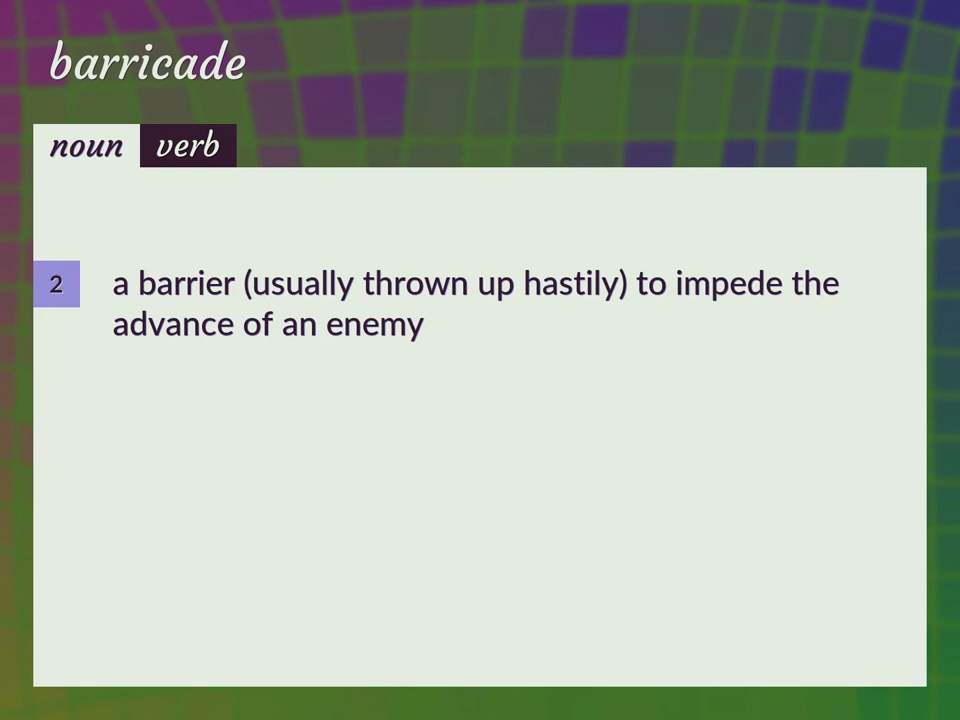 barricade
noun verb
2 a barrier (usually thrown up hastily) to impede the
advance of an enemy